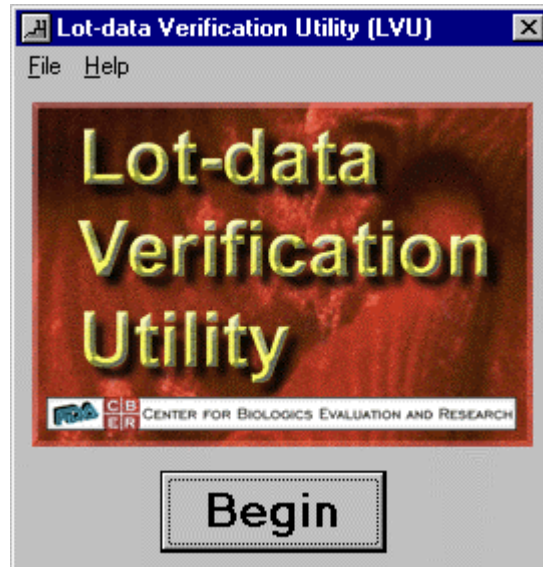 Lot-data Verification Utility (LVU)
File Help
Lot-data
Verification
Utility
FDA CBER CENTER FOR BIOLOGICS EVALUATION AND RESEARCH
Begin